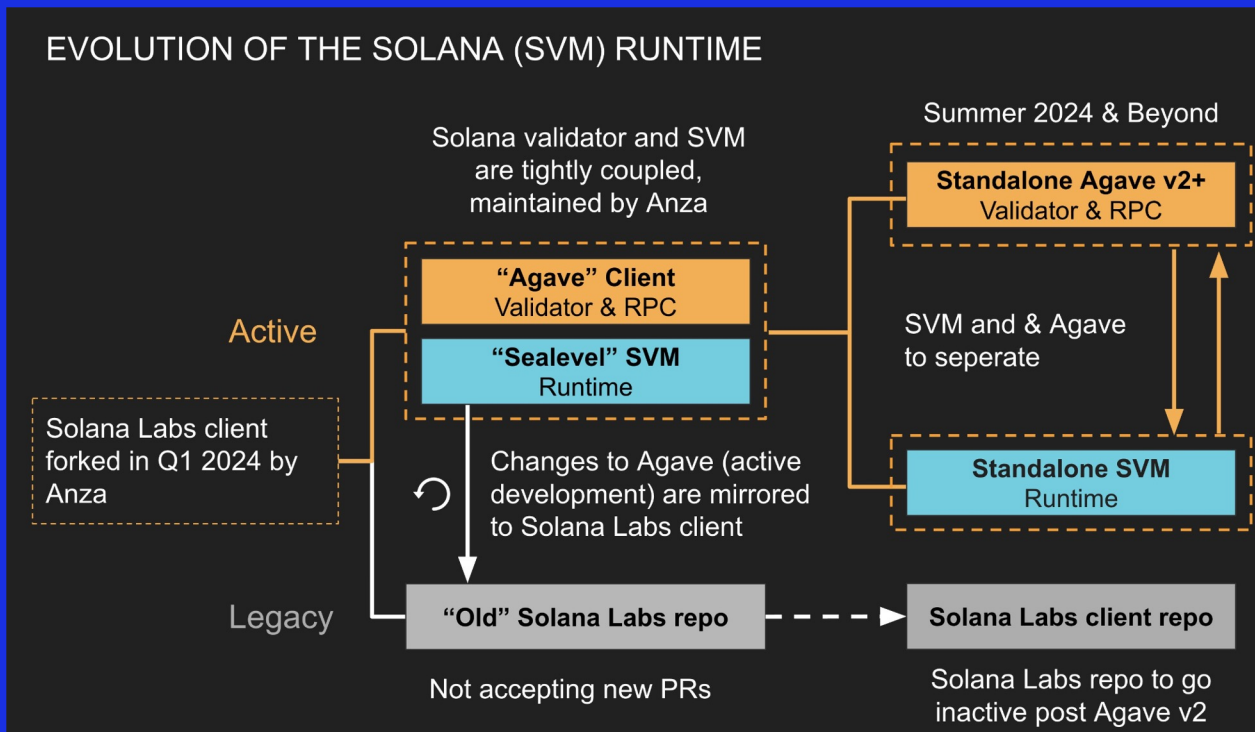 EVOLUTION OF THE SOLANA (SVM) RUNTIME
Solana validator and SVM
are tightly coupled,
maintained by Anza
Summer 2024 & Beyond
Standalone Agave v2+
Validator & RPC
“Agave” Client
Validator & RPC
Active
“Sealevel” SVM
Runtime
SVM and & Agave
to seperate
Solana Labs client
forked in Q1 2024 by
Anza
Changes to Agave (active
development) are mirrored
to Solana Labs client
Standalone SVM
Runtime
Legacy
“Old” Solana Labs repo
Solana Labs client repo
Not accepting new PRs
Solana Labs repo to go
inactive post Agave v2